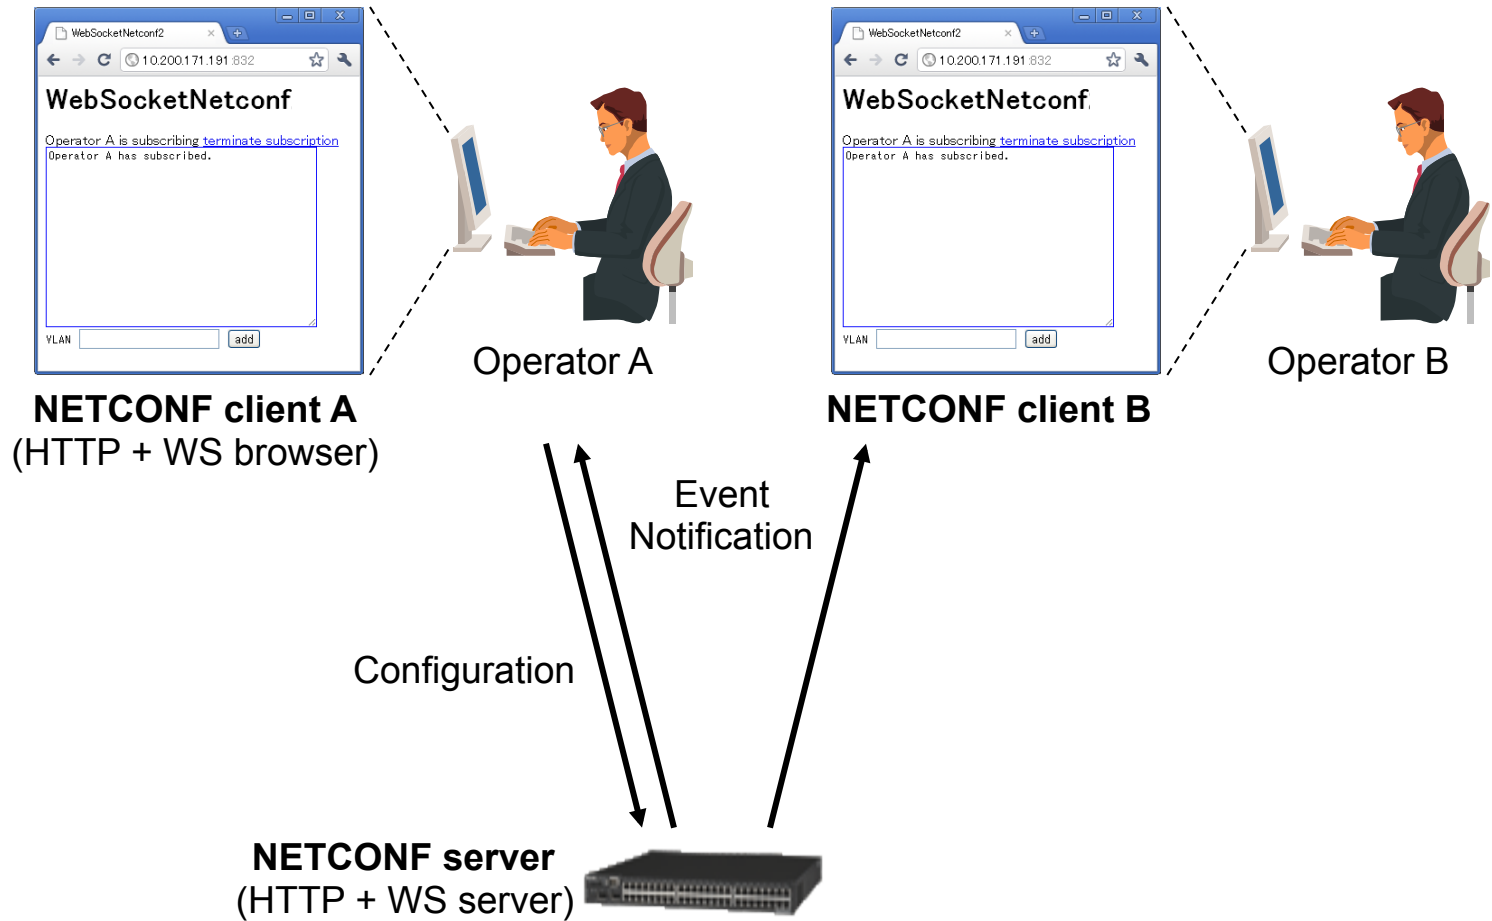 WebSocketNetconf2
10.200.171.191:832
WebSocketNetconf
Operator A is subscribing terminate subscription
Operator A has subscribed.
VLAN
add
Operator A
NETCONF client A
(HTTP + WS browser)
WebSocketNetconf2
10.200.171.191:832
WebSocketNetconf
Operator A is subscribing terminate subscription
Operator A has subscribed.
VLAN
add
Operator B
NETCONF client B
Event
Notification
Configuration
NETCONF server
(HTTP + WS server)